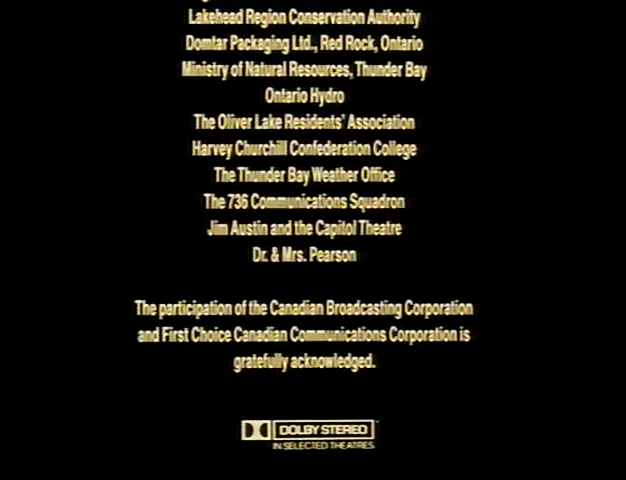 Lakehead Region Conservation Authority
Domtar Packaging Ltd., Red Rock, Ontario
Ministry of Natural Resources, Thunder Bay
Ontario Hydro
The Oliver Lake Residents' Association
Harvey Churchill Confederation College
The Thunder Bay Weather Office
The 736 Communications Squadron
Jim Austin and the Capitol Theatre
Dr. & Mrs. Pearson
The participation of the Canadian Broadcasting Corporation
and First Choice Canadian Communications Corporation is
gratefully acknowledged.
DOLBY STEREO
IN SELECTED THEATRES